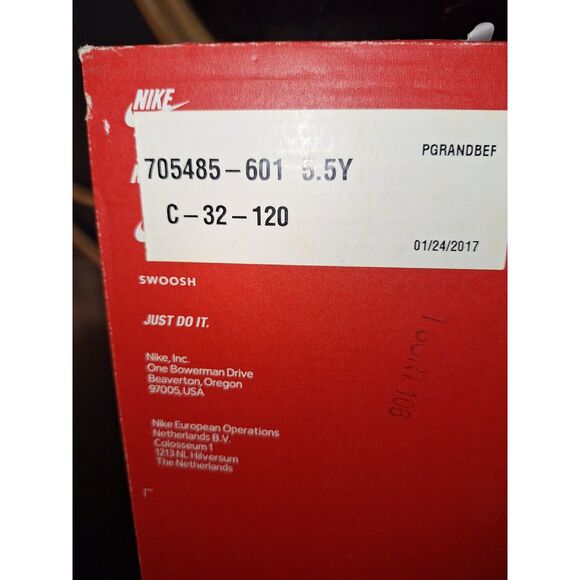 NIKE
705485-601 5.5Y
PGRANDBEF
C-32-120
01/24/2017
SWOOSH
JUST DO IT.
Nike, Inc.
One Bowerman Drive
Beaverton, Oregon
97005, USA
Nike European Operations
Netherlands B.V.
Colosseum 1
1213 NL Hilversum
The Netherlands
106